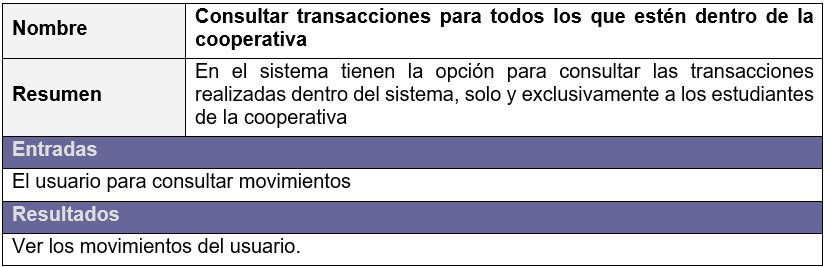 Nombre
Consultar transacciones para todos los que estén dentro de la
cooperativa
Resumen
En el sistema tienen la opción para consultar las transacciones
realizadas dentro del sistema, solo y exclusivamente a los estudiantes
de la cooperativa
Entradas
El usuario para consultar movimientos
Resultados
Ver los movimientos del usuario.